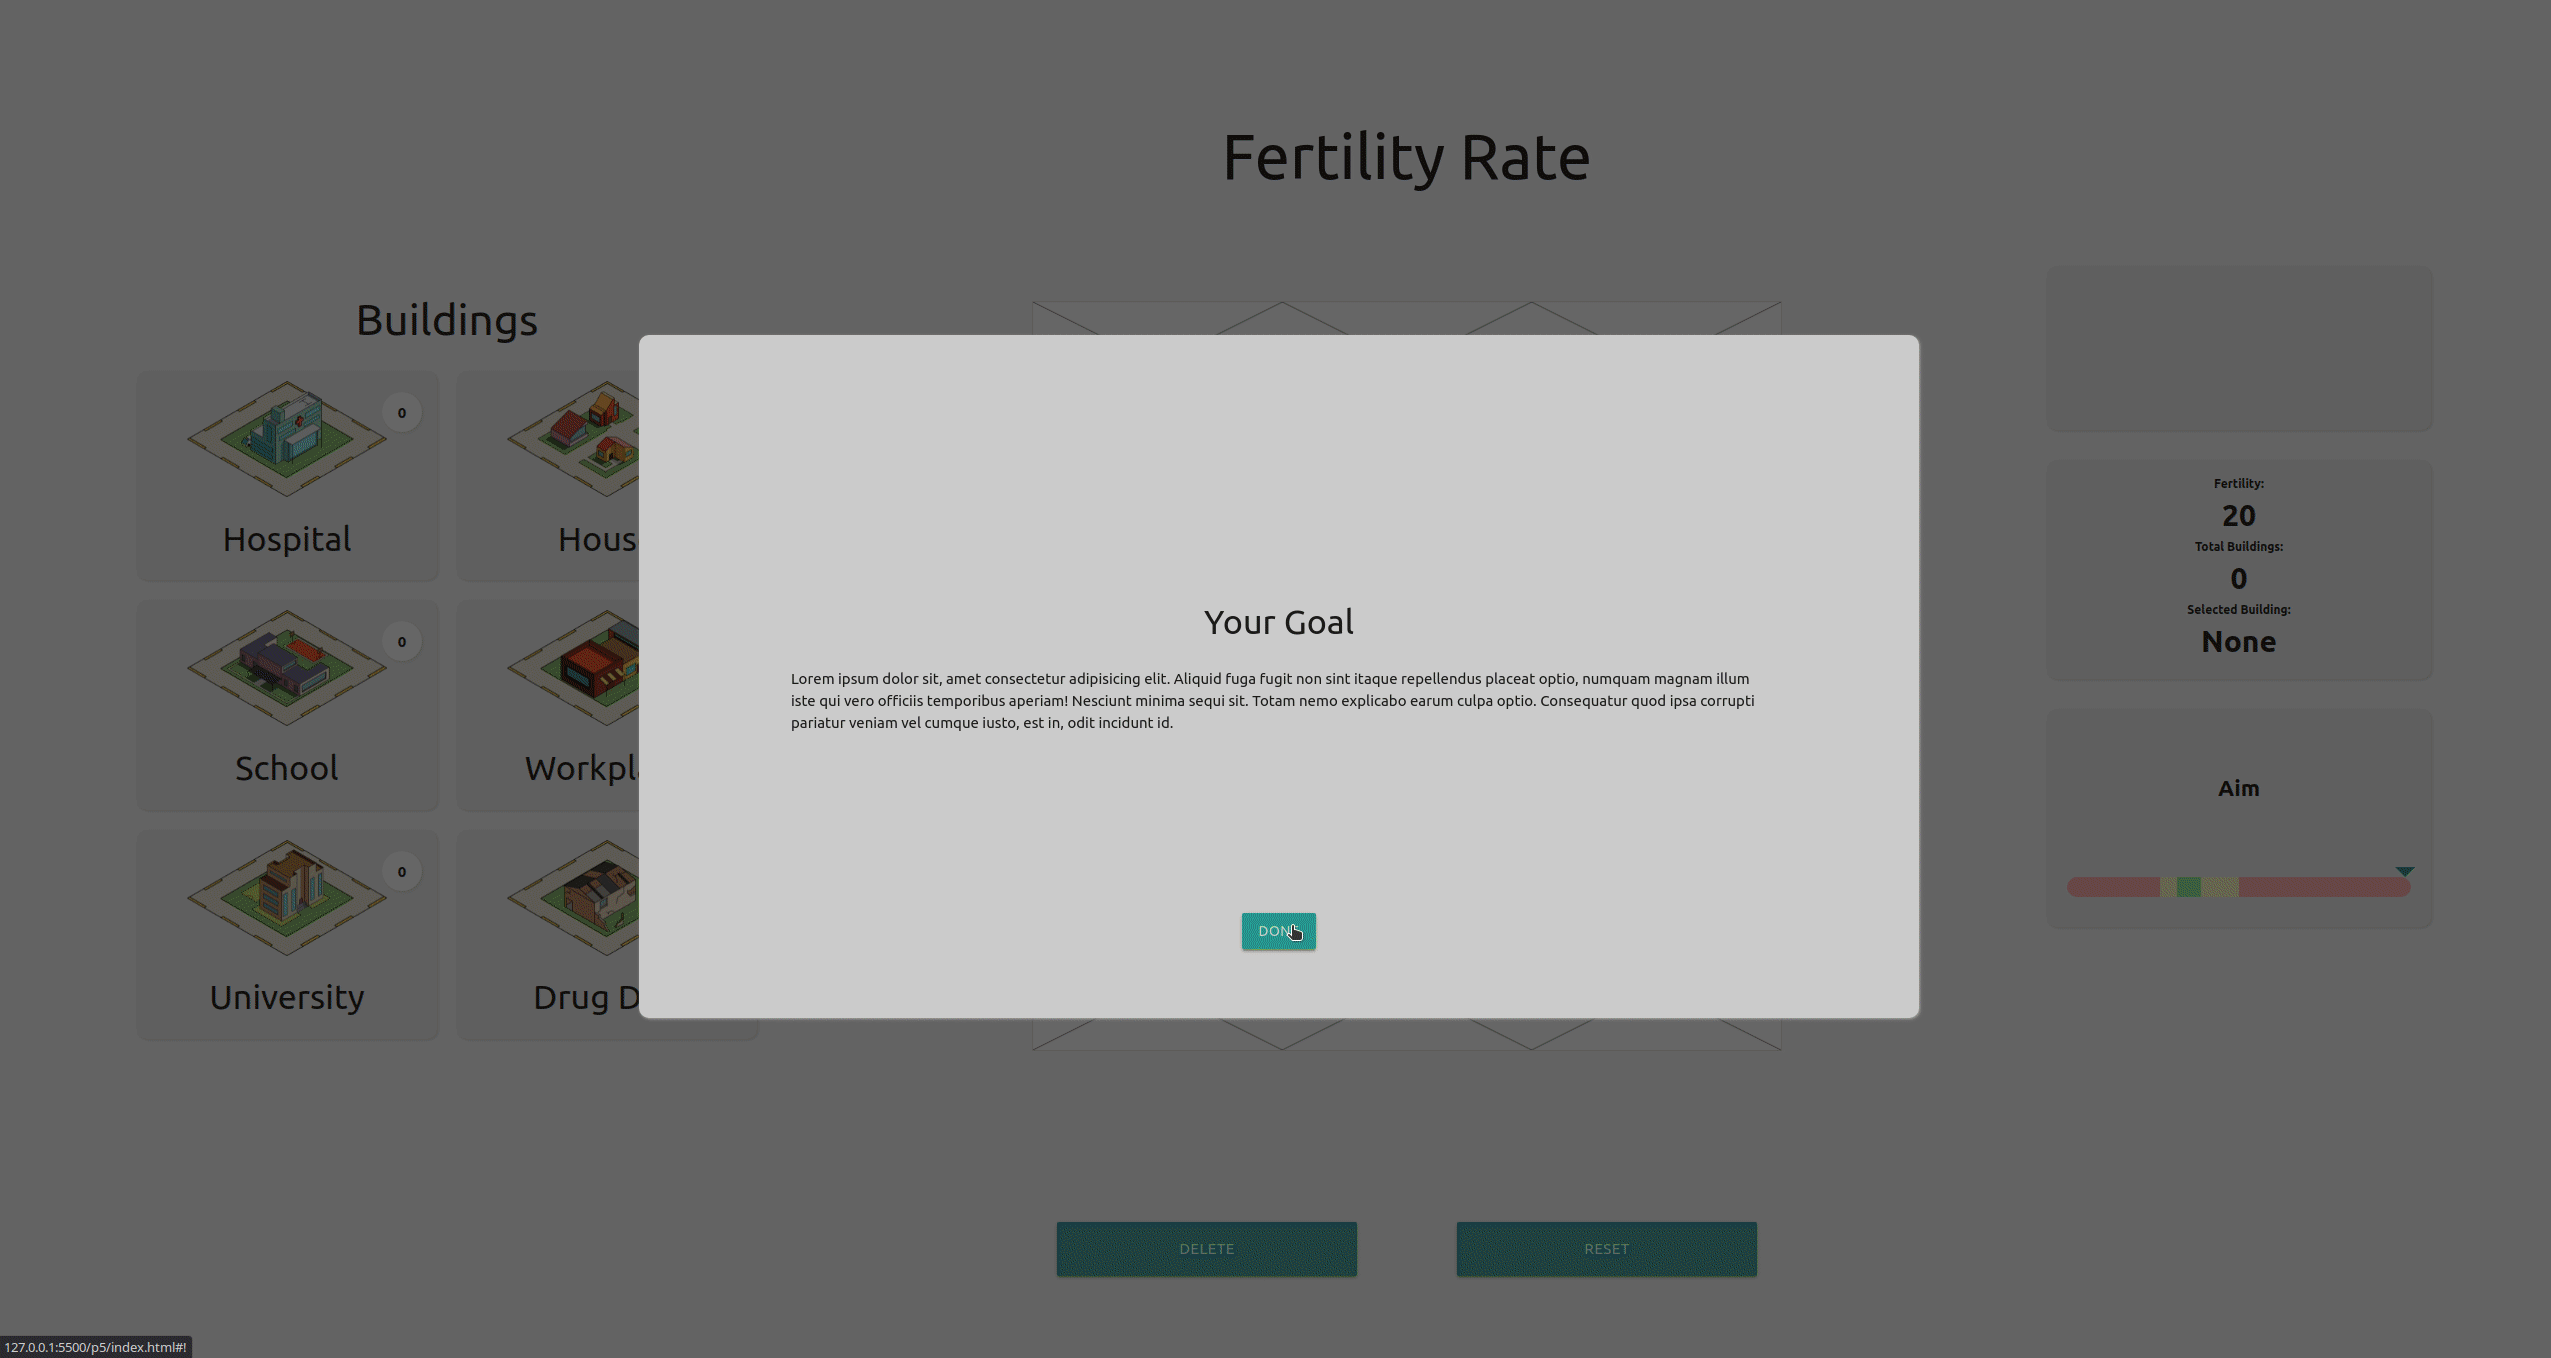 Fertility Rate
Buildings
0
Hospital
Hous
0
School
Workpl
0
University
Drug D
Your Goal
Lorem ipsum dolor sit, amet consectetur adipisicing elit. Aliquid fuga fugit non sint itaque repellendus placeat optio, numquam magnam illum
iste qui vero officiis temporibus aperiam! Nesciunt minima sequi sit. Totam nemo explicabo earum culpa optio. Consequatur quod ipsa corrupti
pariatur veniam vel cumque iusto, est in, odit incidunt id.
DON
Fertility:
20
Total Buildings:
0
Selected Building:
None
Aim
DELETE
RESET
127.0.0.1:5500/p5/index.html#!